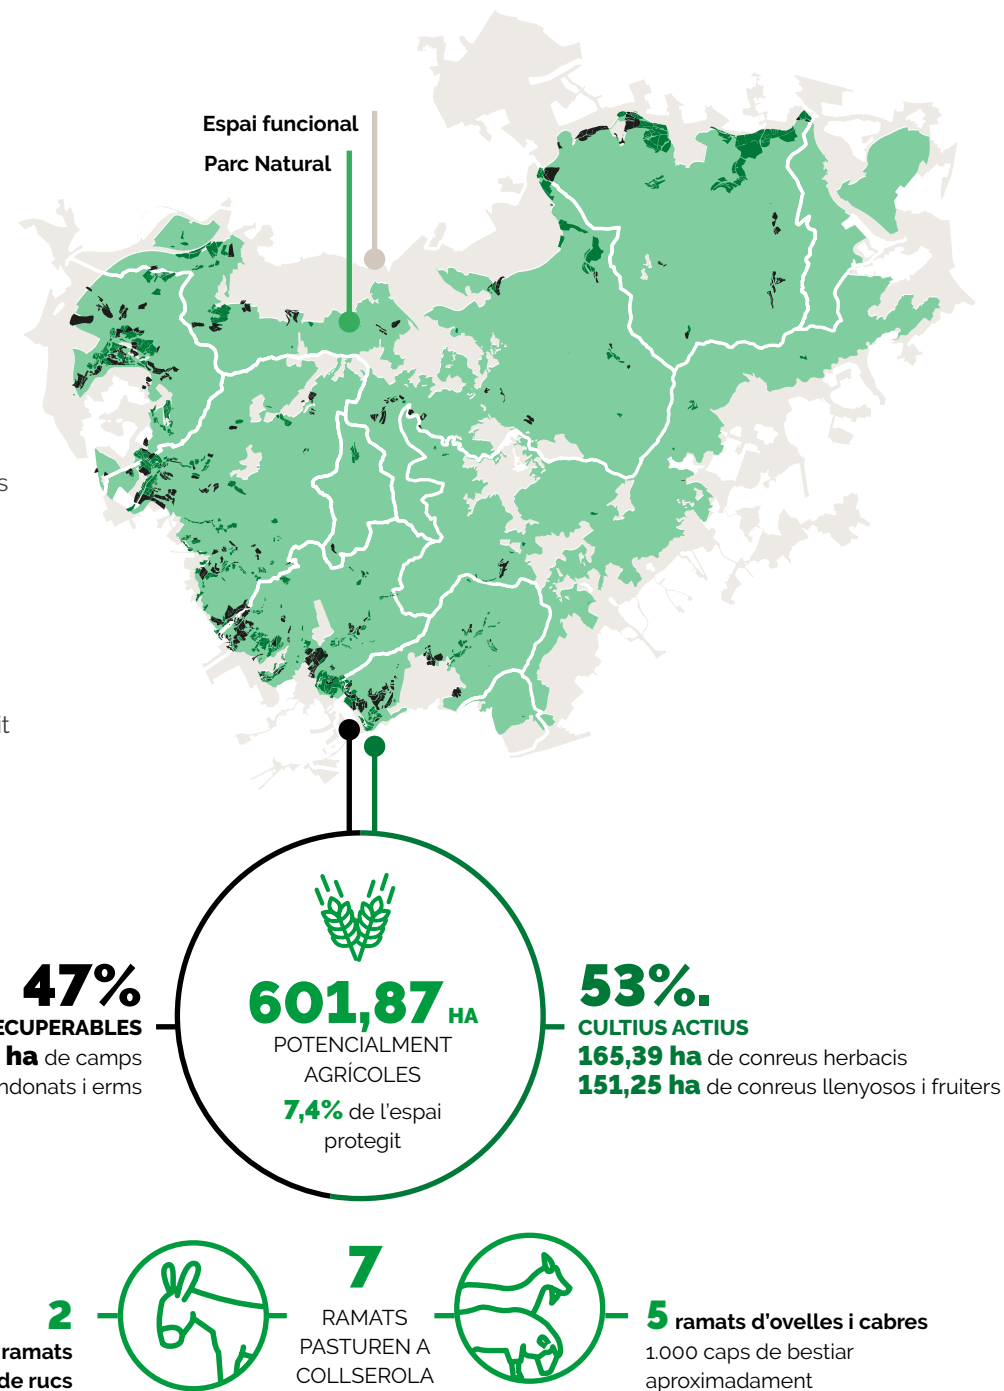 Espai funcional
Parc Natural
s
it
47%
ECUPERABLES
ha de camps
ndonats i erms
601,87 HA
POTENCIALMENT
AGRÍCOLES
7,4% de l'espai
protegit
53%.
CULTIUS ACTIUS
165,39 ha de conreus herbacis
151,25 ha de conreus llenyosos i fruiters
2
ramats
de rucs
7
RAMATS
PASTUREN A
COLLSEROLA
5 ramats d'ovelles i cabres
1.000 caps de bestiar
aproximadament